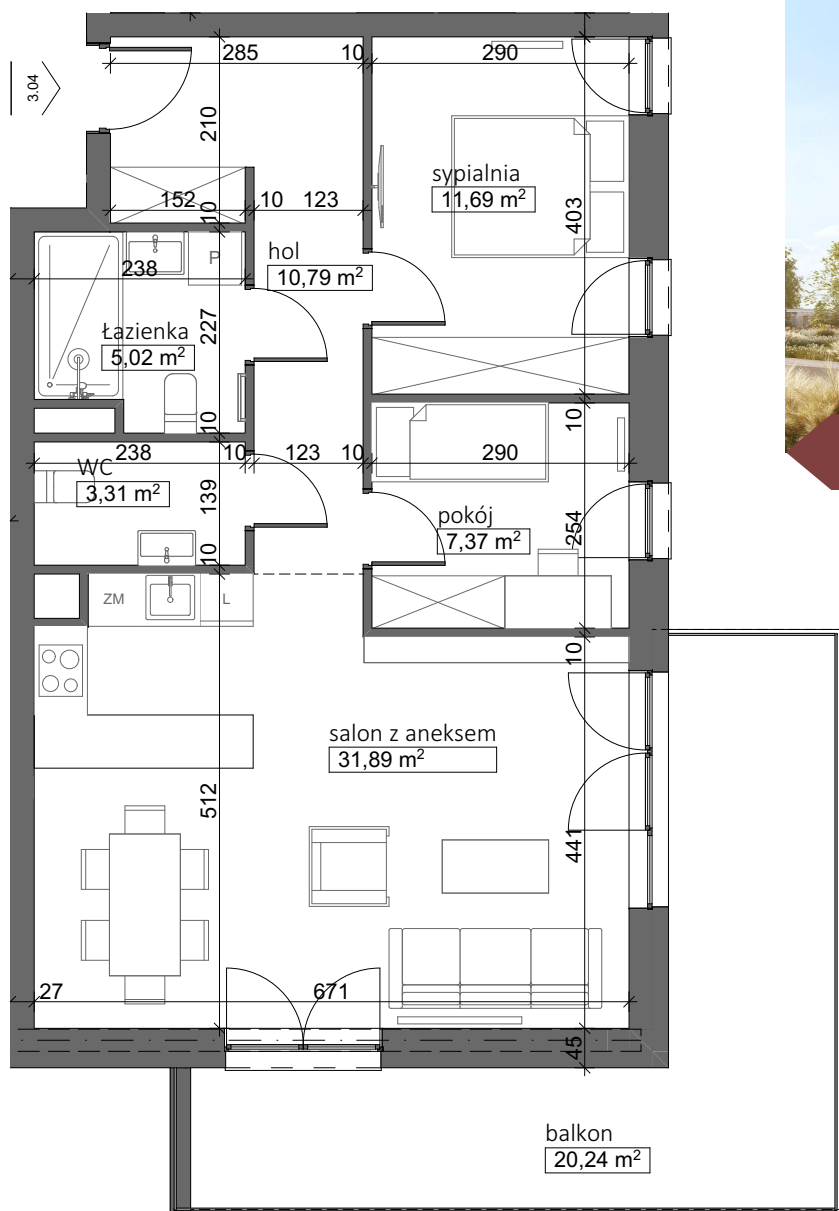 285
10
290
3.04
210
sypialnia
11,69 m²
152
10
123
10
403
hol
10,79 m²
238
P
227
Łazienka
5,02 m²
10
10
238
10
123
10
290
WC
3,31 m²
139
pokój
7,37 m²
254
10
ZM
L
10
salon z aneksem
31,89 m²
512
441
27
671
45
balkon
20,24 m²